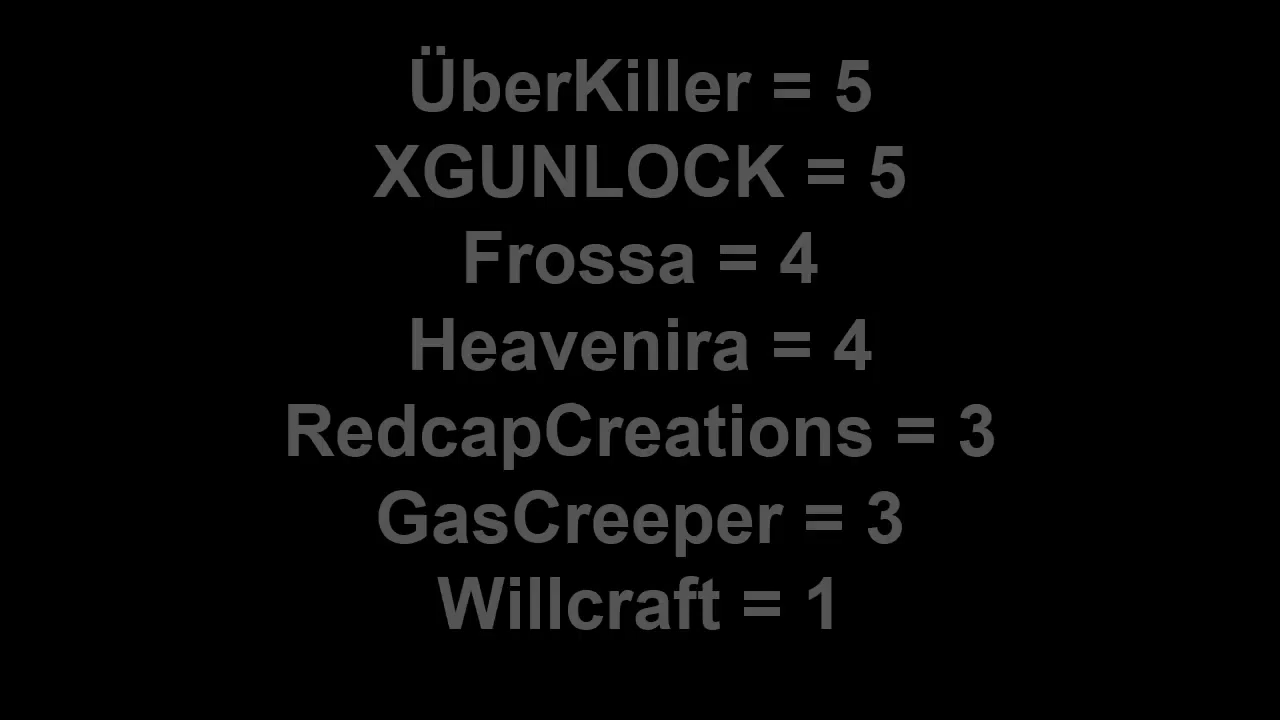 ÜberKiller = 5
XGUNLOCK = 5
Frossa = 4
Heavenira = 4
RedcapCreations = 3
GasCreeper = 3
Willcraft = 1